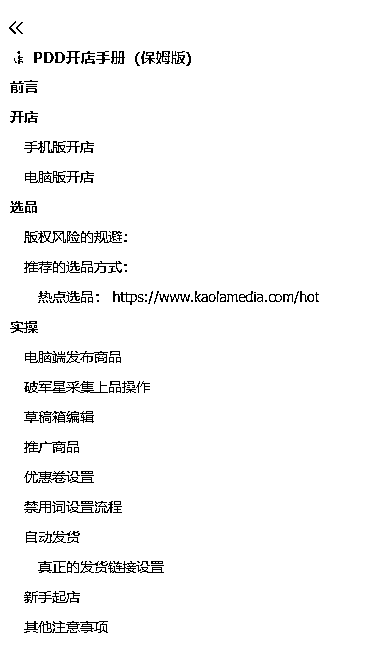 PDD开店手册（保姆版）
前言
开店
手机版开店
电脑版开店
选品
版权风险的规避：
推荐的选品方式：
热点选品： https://www.kaolamedia.com/hot
实操
电脑端发布商品
破军星采集上品操作
草稿箱编辑
推广商品
优惠卷设置
禁用词设置流程
自动发货
真正的发货链接设置
新手起店
其他注意事项